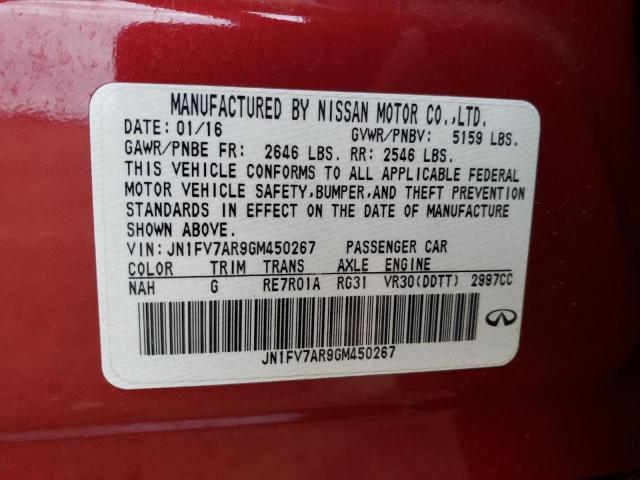 MANUFACTURED BY NISSAN MOTOR CO.,LTD.
DATE: 01/16 GVWR/PNBV: 5159 LBS.
GAWR/PNBE FR: 2646 LBS. RR: 2546 LBS.
THIS VEHICLE CONFORMS TO ALL APPLICABLE FEDERAL
MOTOR VEHICLE SAFETY,BUMPER,AND THEFT PREVENTION
STANDARDS IN EFFECT ON THE DATE OF MANUFACTURE
SHOWN ABOVE.
VIN: JN1FV7AR9GM450267 PASSENGER CAR
COLOR TRIM TRANS AXLE ENGINE
NAH G RE7R01A RG31 VR30(DDTT) 2997CC
JN1FV7AR9GM450267